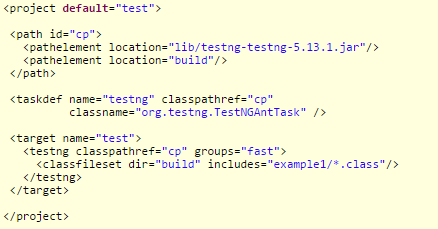 <project default="test">
<path id="cp">
<pathelement location="lib/testng-testng-5.13.1.jar"/>
<pathelement location="build"/>
</path>
<taskdef name="testng" classpathref="cp"
classname="org.testng.TestNGAntTask" />
<target name="test">
<testng classpathref="cp" groups="fast">
<classfileset dir="build" includes="example1/*.class"/>
</testng>
</target>
</project>